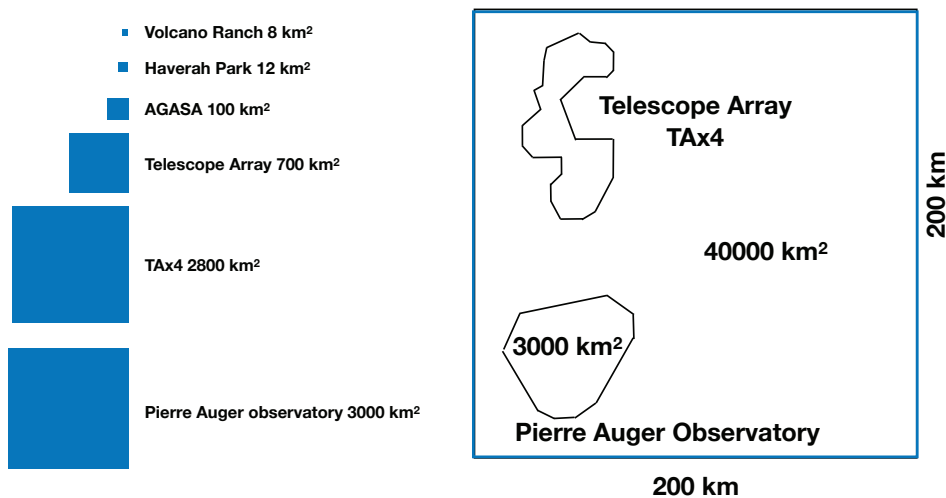 Volcano Ranch 8 km²
Haverah Park 12 km²
AGASA 100 km²
Telescope Array 700 km²
TAx4 2800 km²
Pierre Auger observatory 3000 km²
Telescope Array
TAx4
200 km
40000 km²
3000 km²
Pierre Auger Observatory
200 km